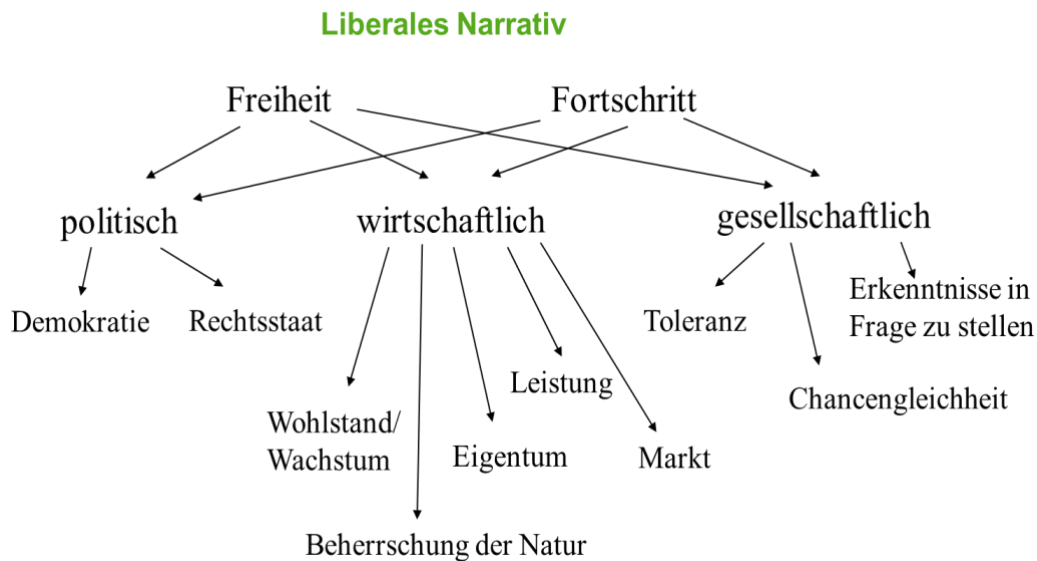 Liberales Narrativ
Freiheit
Fortschritt
politisch
wirtschaftlich
gesellschaftlich
Demokratie
Rechtsstaat
Wohlstand/
Wachstum
Beherrschung der Natur
Eigentum
Leistung
Markt
Toleranz
Chancengleichheit
Erkenntnisse in
Frage zu stellen